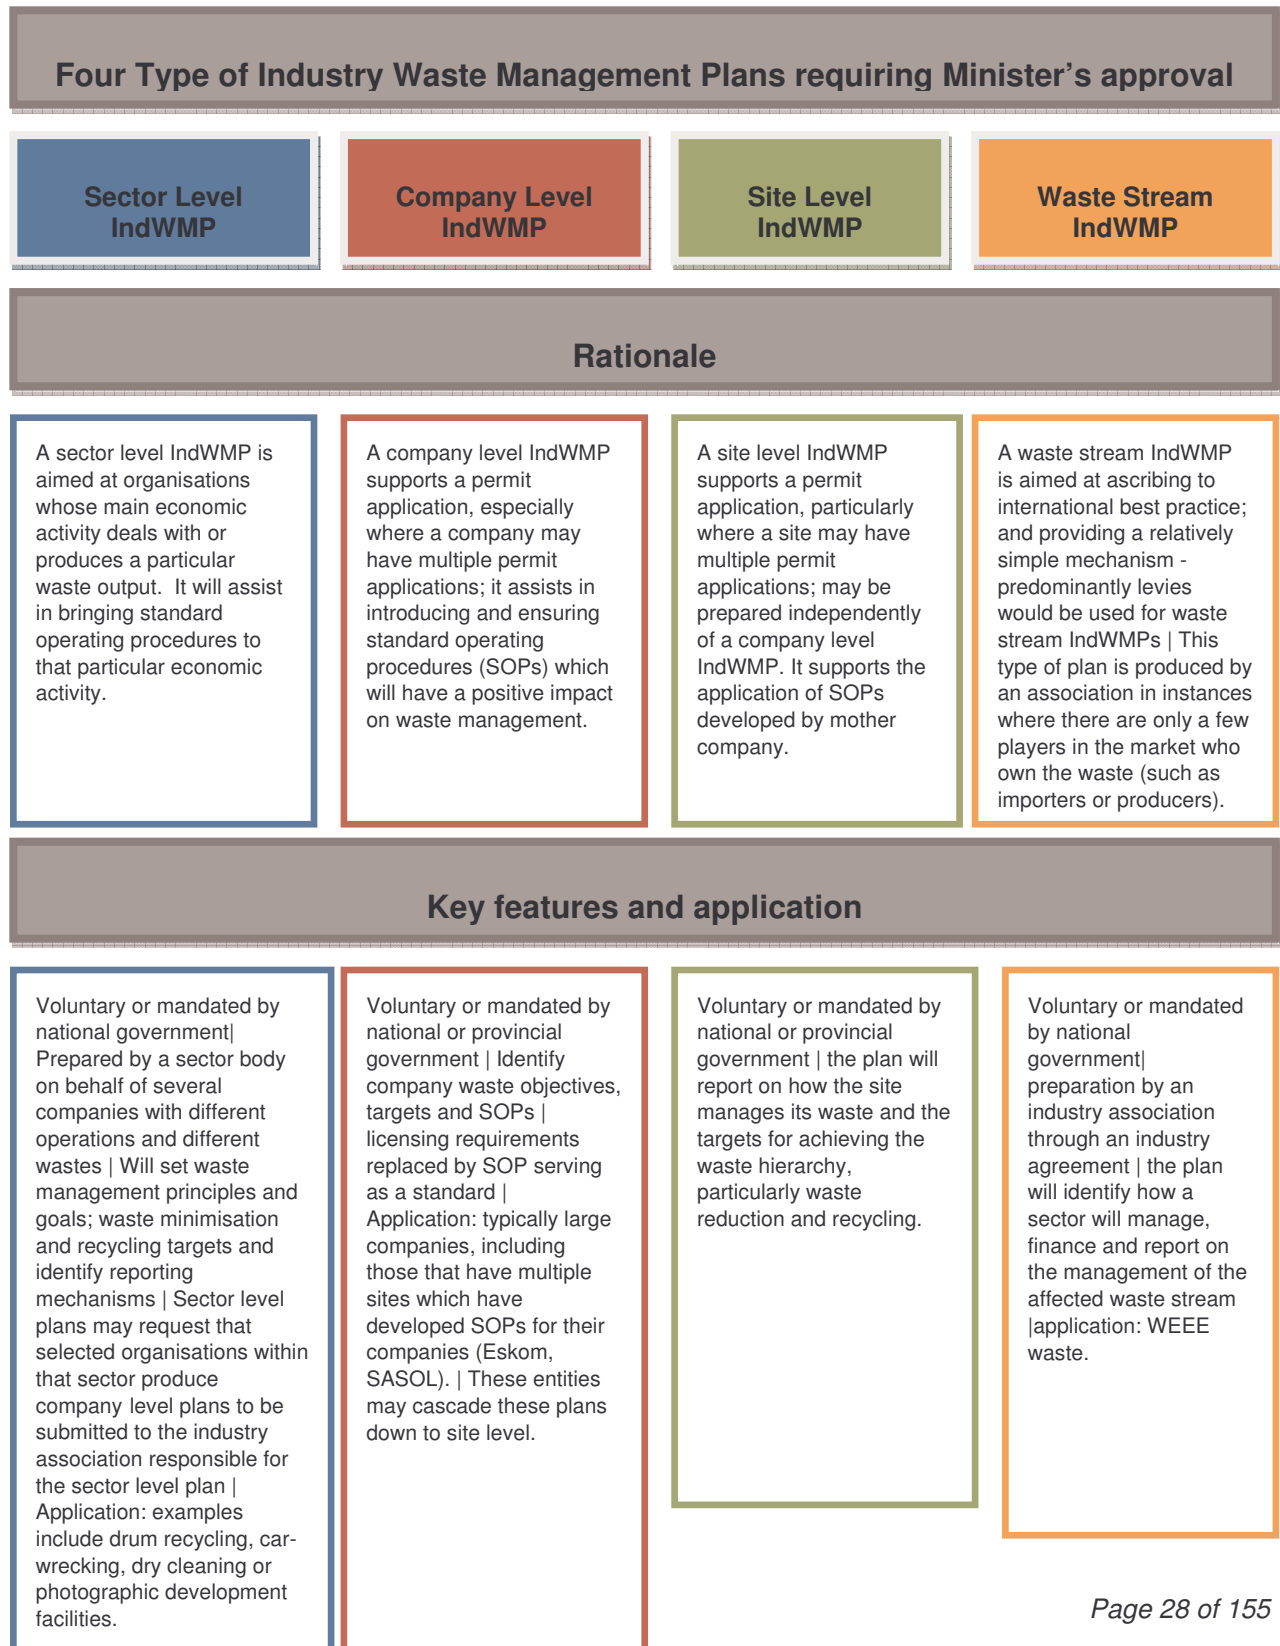 Four Type of Industry Waste Management Plans requiring Minister's approval
Sector Level
IndWMP
Company Level
IndWMP
Site Level
IndWMP
Waste Stream
IndWMP
Rationale
A sector level IndWMP is
aimed at organisations
whose main economic
activity deals with or
produces a particular
waste output.  It will assist
in bringing standard
operating procedures to
that particular economic
activity.
A company level IndWMP
supports a permit
application, especially
where a company may
have multiple permit
applications; it assists in
introducing and ensuring
standard operating
procedures (SOPs) which
will have a positive impact
on waste management.
A site level IndWMP
supports a permit
application, particularly
where a site may have
multiple permit
applications; may be
prepared independently
of a company level
IndWMP. It supports the
application of SOPs
developed by mother
company.
A waste stream IndWMP
is aimed at ascribing to
international best practice;
and providing a relatively
simple mechanism -
predominantly levies
would be used for waste
stream IndWMPs | This
type of plan is produced by
an association in instances
where there are only a few
players in the market who
own the waste (such as
importers or producers).
Key features and application
Voluntary or mandated by
national government|
Prepared by a sector body
on behalf of several
companies with different
operations and different
wastes | Will set waste
management principles and
goals; waste minimisation
and recycling targets and
identify reporting
mechanisms | Sector level
plans may request that
selected organisations within
that sector produce
company level plans to be
submitted to the industry
association responsible for
the sector level plan |
Application: examples
include drum recycling, car-
wrecking, dry cleaning or
photographic development
facilities.
Voluntary or mandated by
national or provincial
government | Identify
company waste objectives,
targets and SOPs |
licensing requirements
replaced by SOP serving
as a standard |
Application: typically large
companies, including
those that have multiple
sites which have
developed SOPs for their
companies (Eskom,
SASOL). | These entities
may cascade these plans
down to site level.
Voluntary or mandated by
national or provincial
government | the plan will
report on how the site
manages its waste and the
targets for achieving the
waste hierarchy,
particularly waste
reduction and recycling.
Voluntary or mandated
by national
government|
preparation by an
industry association
through an industry
agreement | the plan
will identify how a
sector will manage,
finance and report on
the management of the
affected waste stream
|application: WEEE
waste.
Page 28 of 155